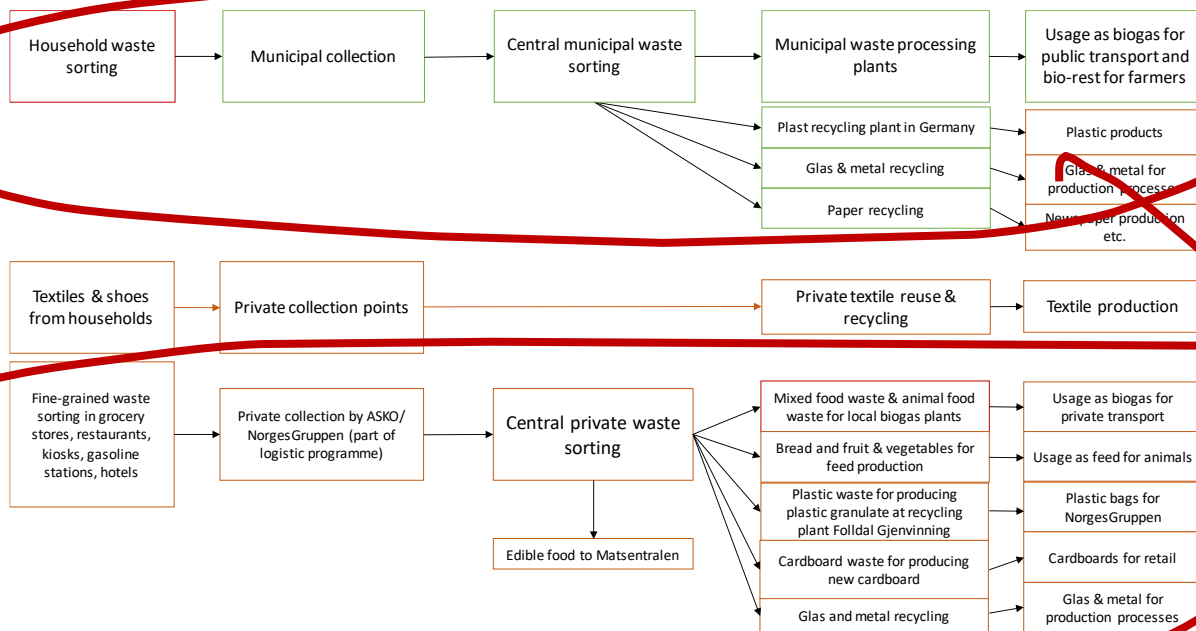 Household waste
sorting
Municipal collection
Central municipal waste
sorting
Municipal waste processing
plants
Usage as biogas for
public transport and
bio-rest for farmers
Plast recycling plant in Germany
Plastic products
Glas & metal recycling
Glas & metal for
production processes
Paper recycling
Newspaper production
etc.
Textiles & shoes
from households
Private collection points
Private textile reuse &
recycling
Textile production
Fine-grained waste
sorting in grocery
stores, restaurants,
kiosks, gasoline
stations, hotels
Private collection by ASKO/
NorgesGruppen (part of
logistic programme)
Central private waste
sorting
Edible food to Matsentralen
Mixed food waste & animal food
waste for local biogas plants
Usage as biogas for
private transport
Bread and fruit & vegetables for
feed production
Usage as feed for animals
Plastic waste for producing
plastic granulate at recycling
plant Folldal Gjenvinning
Plastic bags for
NorgesGruppen
Cardboard waste for producing
new cardboard
Cardboards for retail
Glas and metal recycling
Glas & metal for
production processes